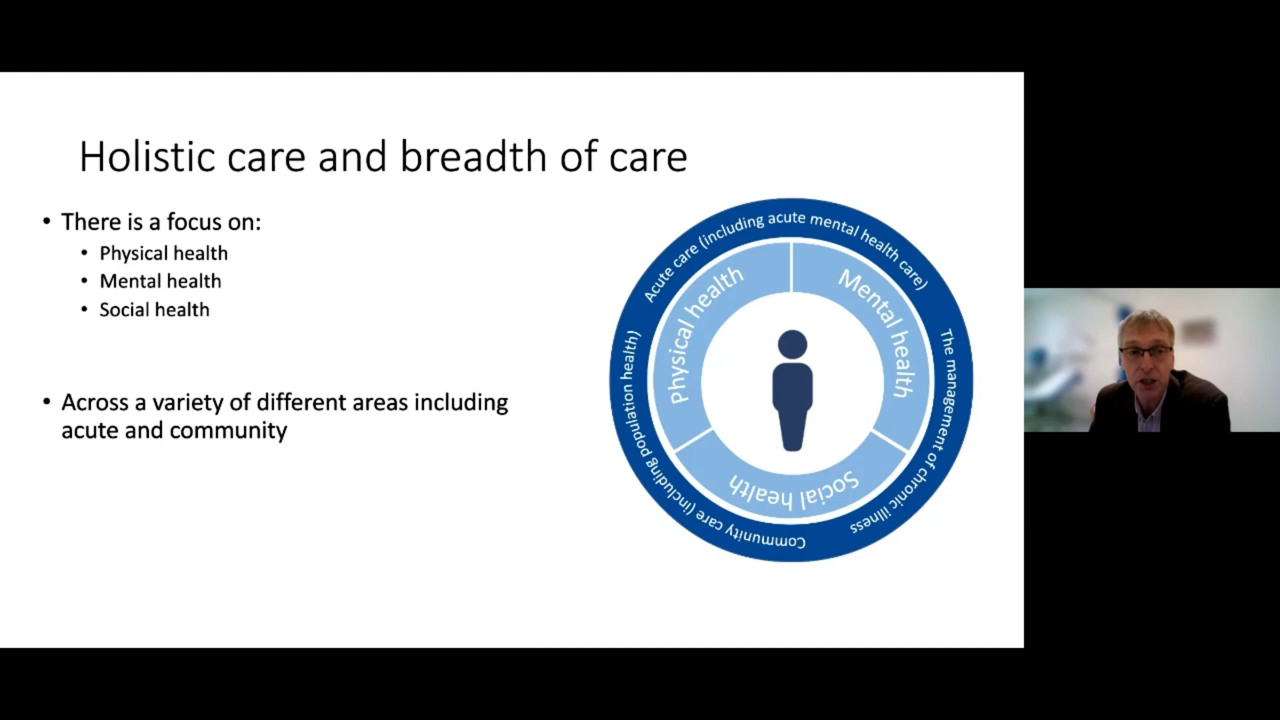 Holistic care and breadth of care
• There is a focus on:
• Physical health
• Mental health
• Social health
• Across a variety of different areas including
acute and community
Acute care (including acute mental health care)
The management of chronic illness
Community care (including population health)
Physical health
Mental health
Social health